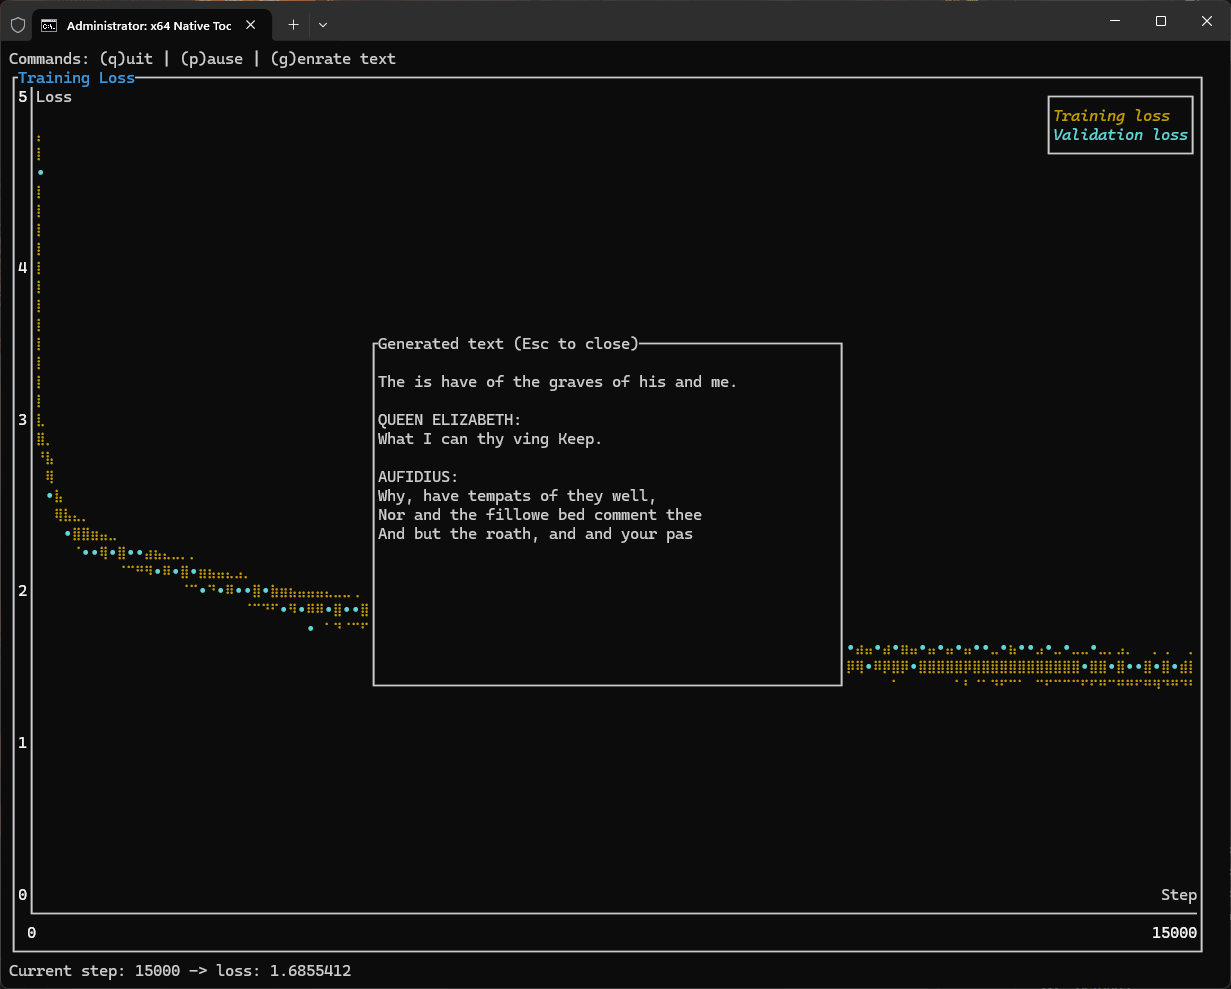 Administrator: x64 Native Toc
Commands: (q)uit | (p)ause | (g)enrate text
Training Loss
5
Loss
Training loss
Validation loss
4
Generated text (Esc to close)
The is have of the graves of his and me.
3
QUEEN ELIZABETH:
What I can thy ving Keep.
AUFIDIUS:
Why, have tempats of they well,
Nor and the fillowe bed comment thee
And but the roath, and and your pas
2
1
0
Step
0
15000
Current step: 15000 -> loss: 1.6855412